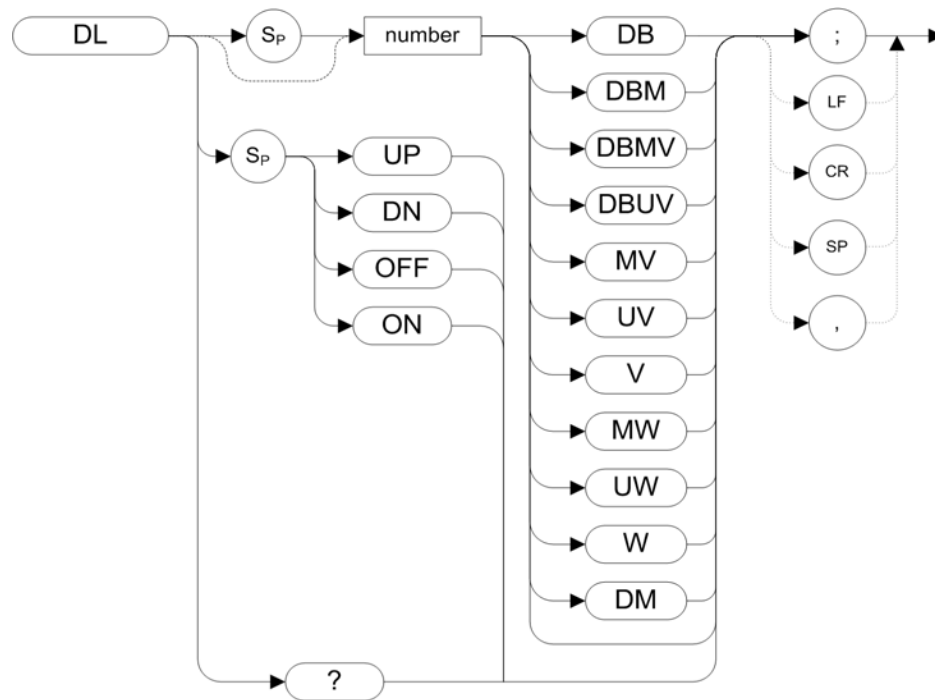 DL SP number DB ;
DBM LF
SP UP DBMV CR
DN DBUV SP
OFF MV ,
ON UV
V
MW
UW
W
DM
?